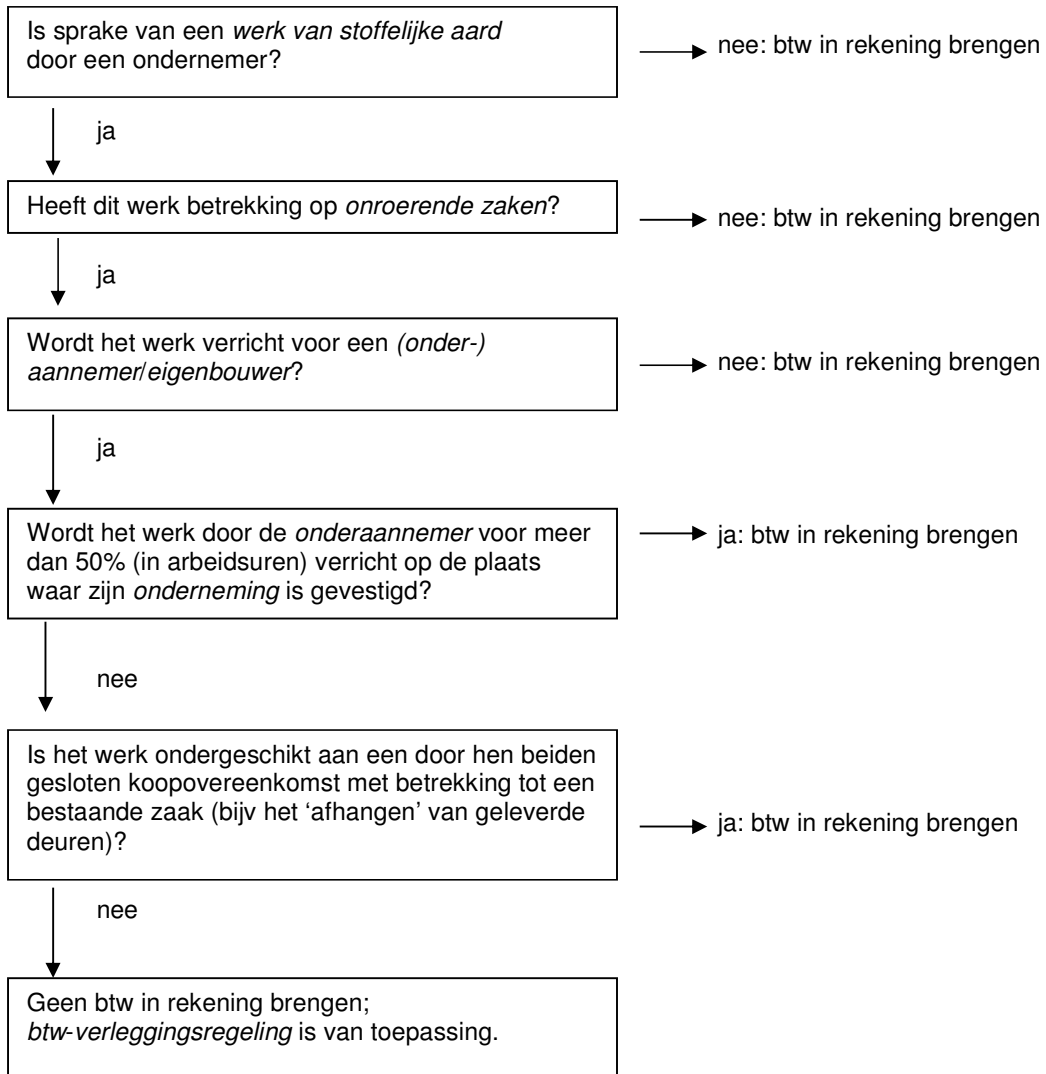 Is sprake van een werk van stoffelijke aard
door een ondernemer?
nee: btw in rekening brengen
ja
Heeft dit werk betrekking op onroerende zaken?
nee: btw in rekening brengen
ja
Wordt het werk verricht voor een (onder-)
aannemer/eigenbouwer?
nee: btw in rekening brengen
ja
Wordt het werk door de onderaannemer voor meer
dan 50% (in arbeidsuren) verricht op de plaats
waar zijn onderneming is gevestigd?
ja: btw in rekening brengen
nee
Is het werk ondergeschikt aan een door hen beiden
gesloten koopovereenkomst met betrekking tot een
bestaande zaak (bijv het ‘afhangen’ van geleverde
deuren)?
ja: btw in rekening brengen
nee
Geen btw in rekening brengen;
btw-verleggingsregeling is van toepassing.